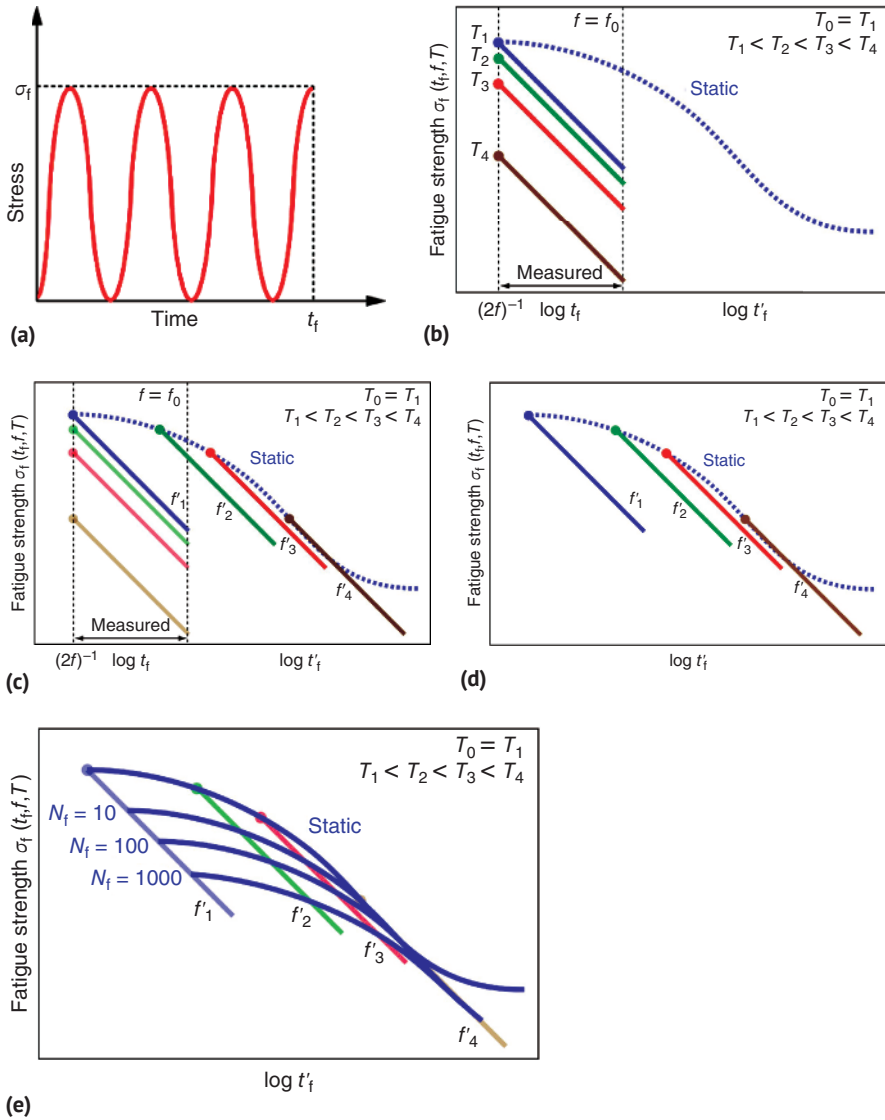 σf
Stress
Time
tf
(a)
f = f0
T0 = T1
T1 < T2 < T3 < T4
T1
T2
T3
T4
Static
Fatigue strength σf (tf,f,T)
Measured
(2f)⁻¹
log tf
log t'f
(b)
f = f0
T0 = T1
T1 < T2 < T3 < T4
Static
Fatigue strength σf (tf,f,T)
f'1
f'2
f'3
f'4
Measured
(2f)⁻¹
log tf
log t'f
(c)
T0 = T1
T1 < T2 < T3 < T4
Static
Fatigue strength σf (tf,f,T)
f'1
f'2
f'3
f'4
log t'f
(d)
T0 = T1
T1 < T2 < T3 < T4
Static
Fatigue strength σf (tf,f,T)
Nf = 10
Nf = 100
Nf = 1000
f'1
f'2
f'3
f'4
log t'f
(e)